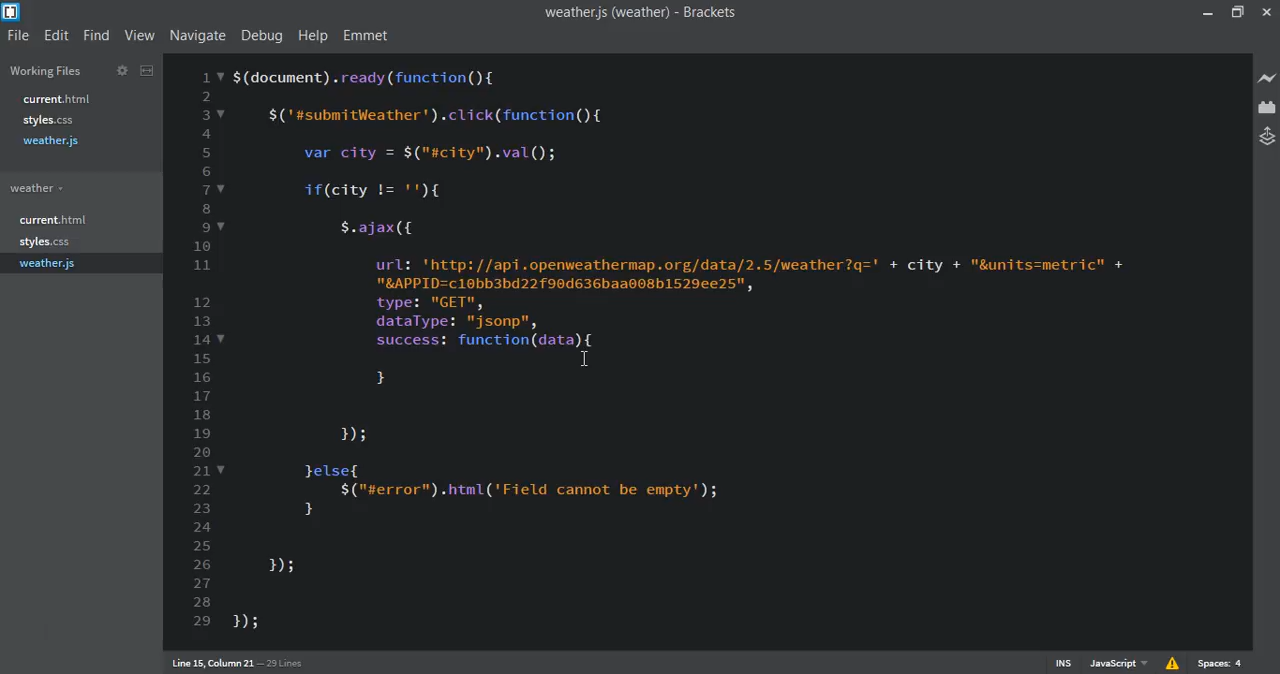 weather.js (weather) - Brackets
File Edit Find View Navigate Debug Help Emmet
Working Files
current.html
styles.css
weather.js
weather
current.html
styles.css
weather.js
1 $(document).ready(function(){
2
3 $('#submitWeather').click(function(){
4
5 var city = $("#city").val();
6
7 if(city != ''){
8
9 $.ajax({
10
11 url: 'http://api.openweathermap.org/data/2.5/weather?q=' + city + "&units=metric" +
"&APPID=c10bb3bd22f90d636baa008b1529ee25",
12 type: "GET",
13 dataType: "jsonp",
14 success: function(data){
15
16 }
17
18
19 });
20
21 }else{
22 $("#error").html('Field cannot be empty');
23 }
24
25
26 });
27
28
29 });
Line 15, Column 21 — 29 Lines
INS JavaScript Spaces: 4